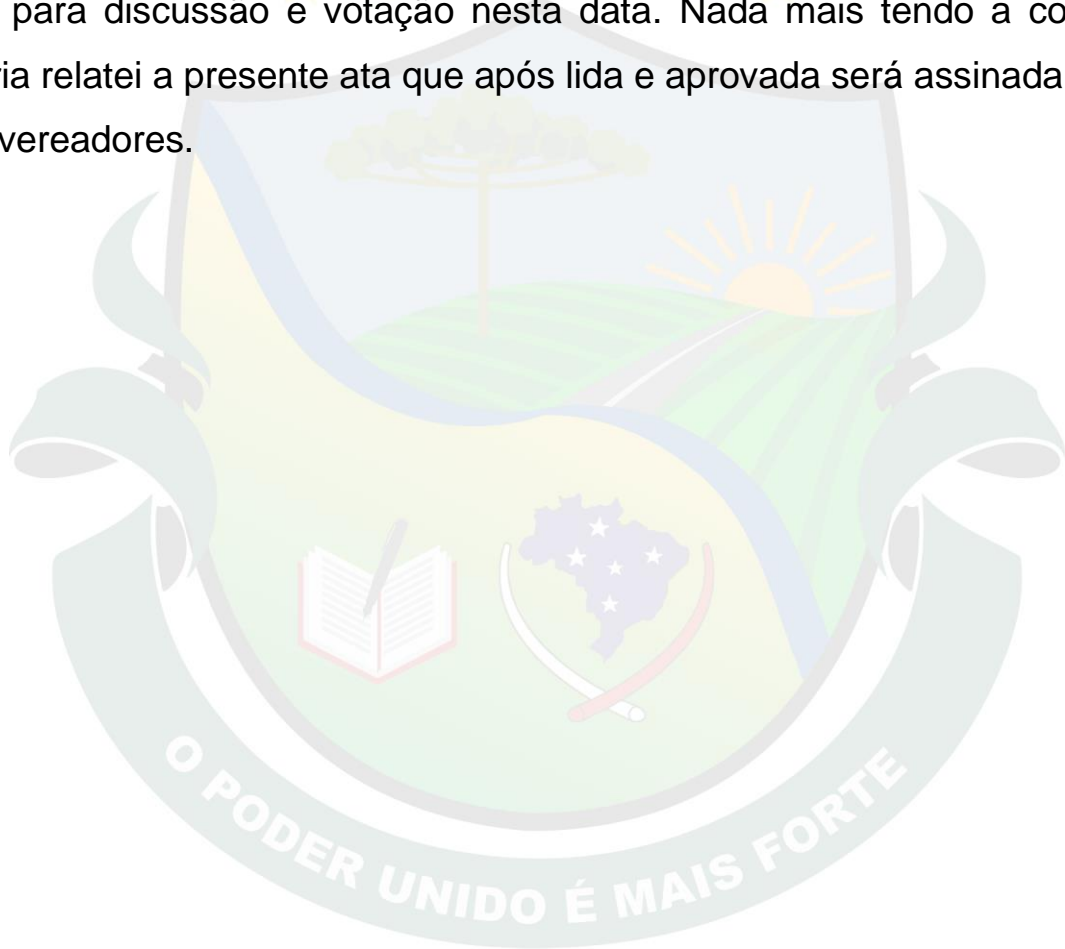 para discussão e votação nesta data. Nada mais tendo a co
ria relatei a presente ata que após lida e aprovada será assinada
vereadores.
O PODER UNIDO É MAIS FORTE